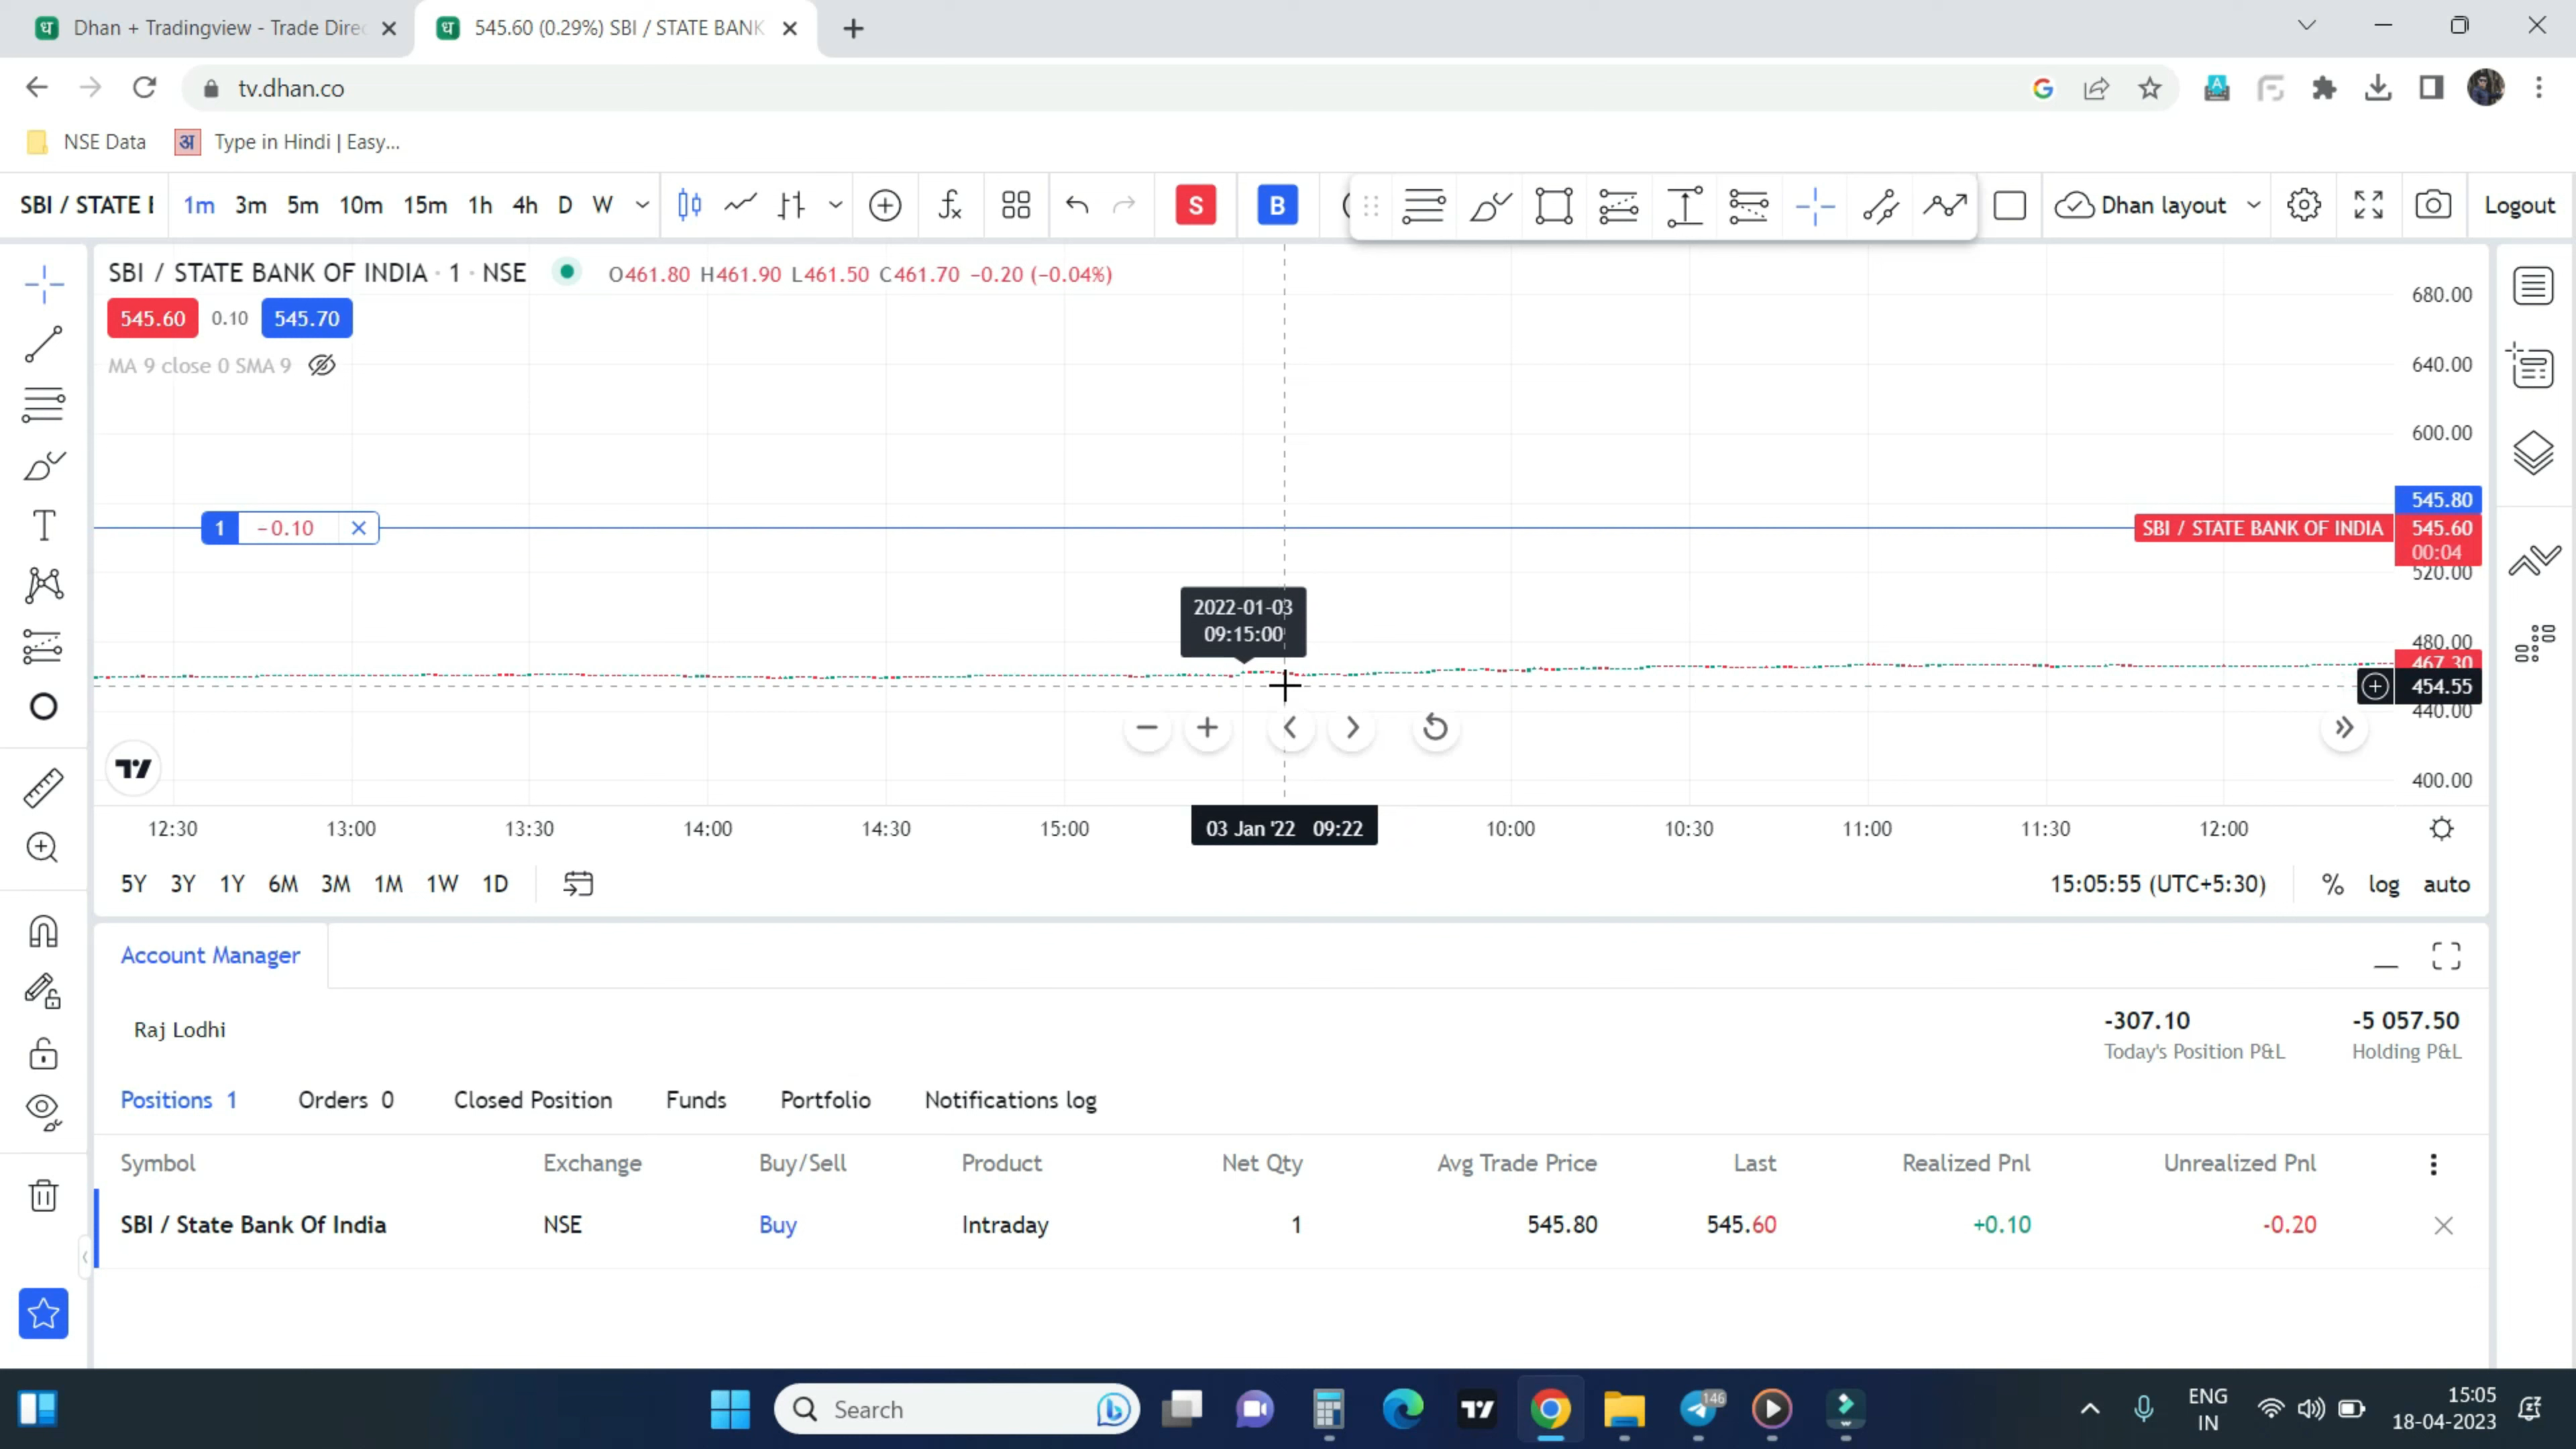 Dhan + Tradingview - Trade Direc
545.60 (0.29%) SBI / STATE BANK
tv.dhan.co
NSE Data
अ Type in Hindi | Easy...
SBI / STATE E
1m 3m 5m 10m 15m 1h 4h D W
S
B
Dhan layout
Logout
SBI / STATE BANK OF INDIA · 1 · NSE
O461.80 H461.90 L461.50 C461.70 −0.20 (−0.04%)
545.60 0.10 545.70
MA 9 close 0 SMA 9
680.00
640.00
600.00
545.80
1 −0.10
SBI / STATE BANK OF INDIA 545.60
00:04
520.00
2022-01-03
09:15:00
480.00
467.30
454.55
440.00
400.00
12:30 13:00 13:30 14:00 14:30 15:00 03 Jan '22 09:22 10:00 10:30 11:00 11:30 12:00
5Y 3Y 1Y 6M 3M 1M 1W 1D
15:05:55 (UTC+5:30) % log auto
Account Manager
Raj Lodhi
-307.10 -5 057.50
Today's Position P&L Holding P&L
Positions 1 Orders 0 Closed Position Funds Portfolio Notifications log
Symbol Exchange Buy/Sell Product Net Qty Avg Trade Price Last Realized Pnl Unrealized Pnl
SBI / State Bank Of India NSE Buy Intraday 1 545.80 545.60 +0.10 -0.20
Search
146
ENG
IN
15:05
18-04-2023